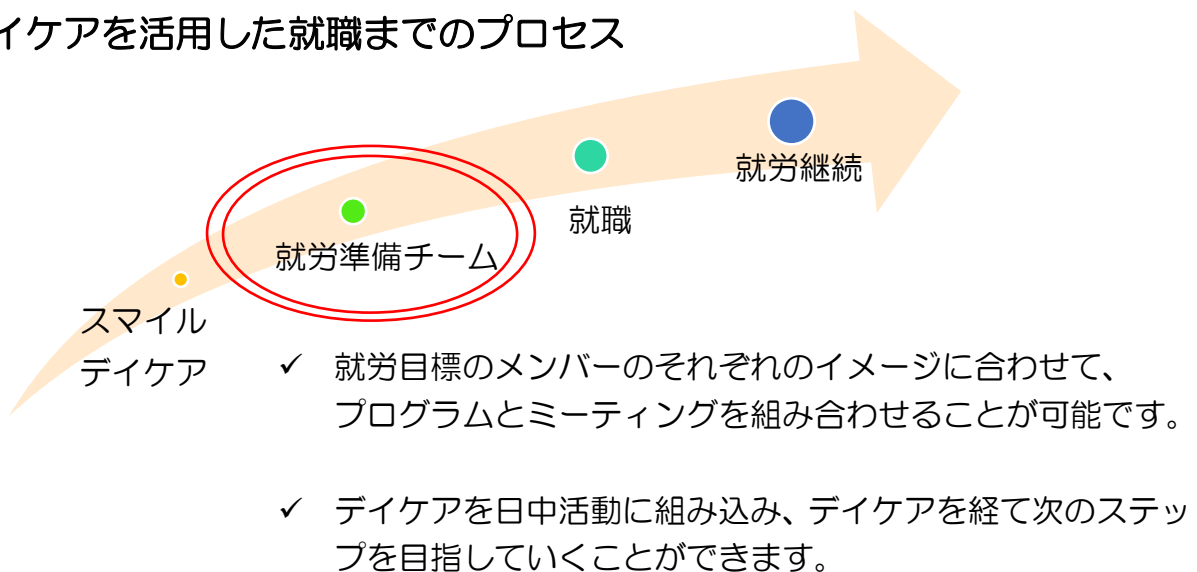 イケアを活用した就職までのプロセス
就労継続
就職
就労準備チーム
スマイル
デイケア
✓ 就労目標のメンバーのそれぞれのイメージに合わせて、
プログラムとミーティングを組み合わせることが可能です。
✓ デイケアを日中活動に組み込み、デイケアを経て次のステッ
プを目指していくことができます。